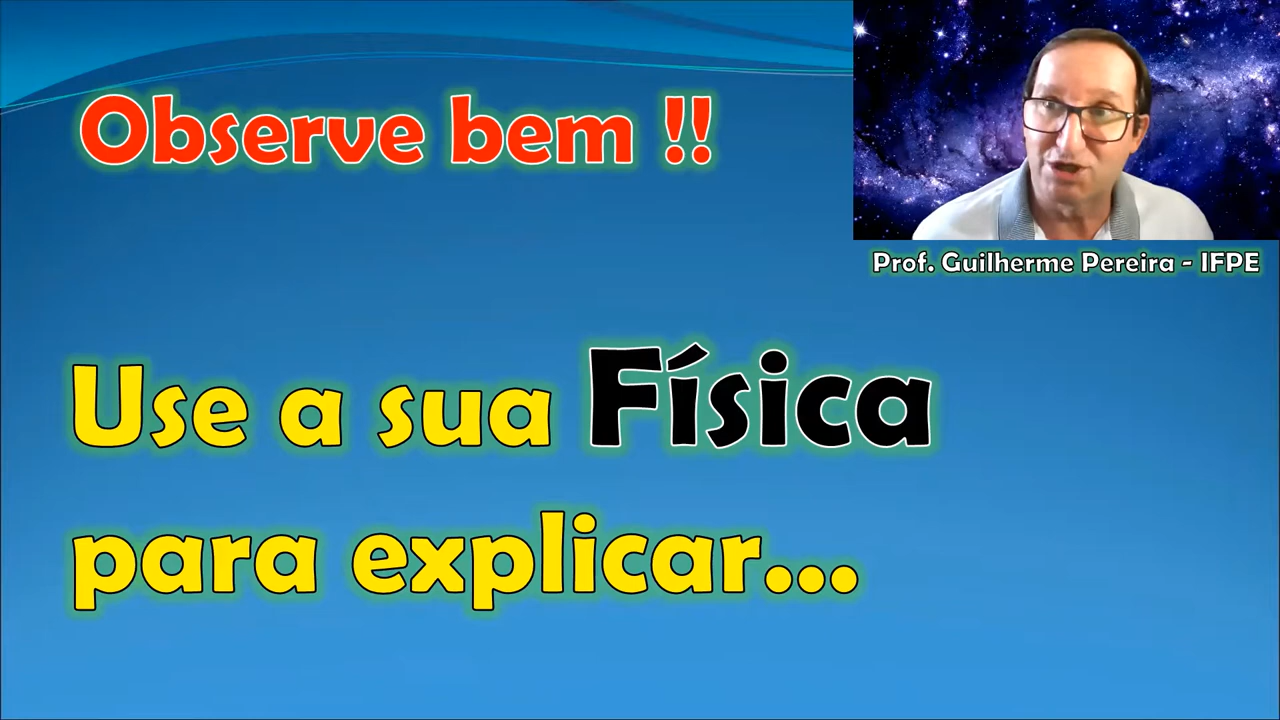 Observe bem !!
Prof. Guilherme Pereira - IFPE
Use a sua Física
para explicar...